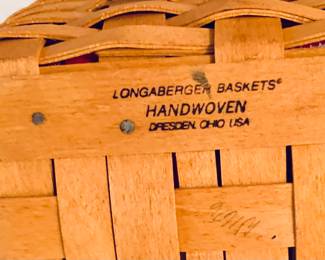 LONGABERGER BASKETS®
HANDWOVEN
DRESDEN, OHIO USA